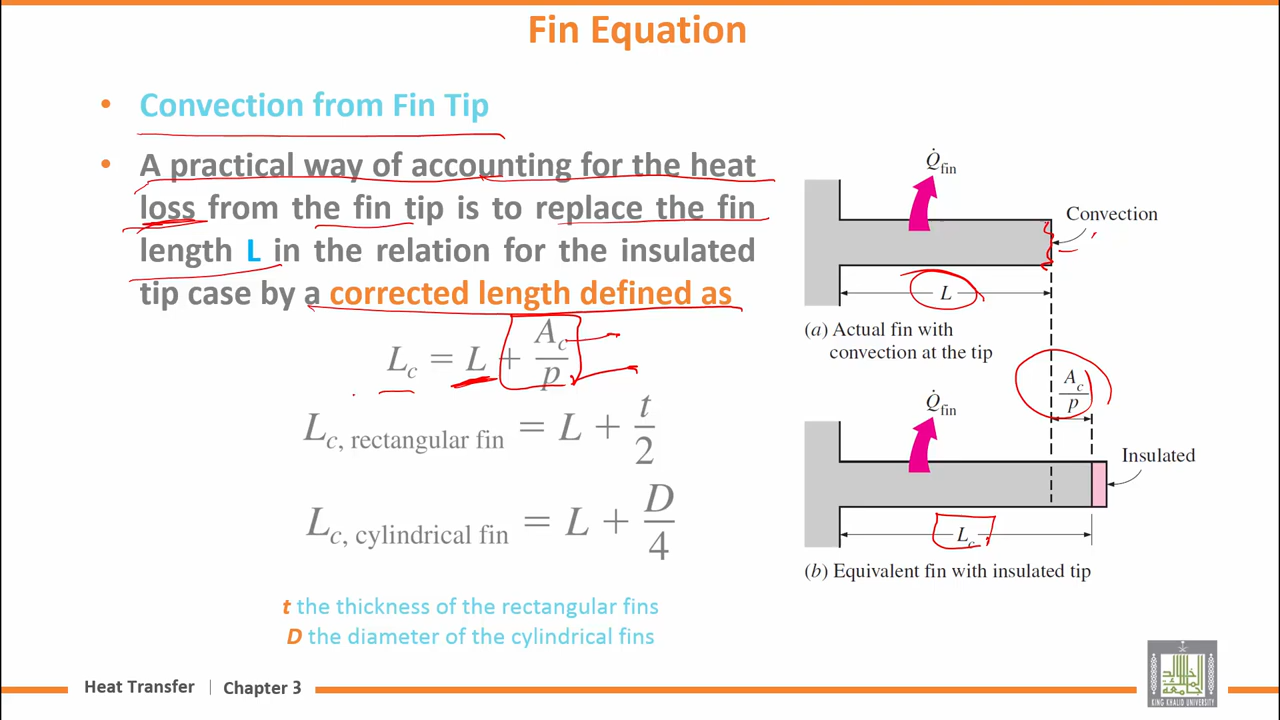 Fin Equation
• Convection from Fin Tip
• A practical way of accounting for the heat
loss from the fin tip is to replace the fin
length L in the relation for the insulated
tip case by a corrected length defined as
L_c = L + A_c/p
L_c, rectangular fin = L + t/2
L_c, cylindrical fin = L + D/4
t the thickness of the rectangular fins
D the diameter of the cylindrical fins
Q̇_fin
Convection
L
(a) Actual fin with
convection at the tip
A_c/p
Q̇_fin
Insulated
L_c
(b) Equivalent fin with insulated tip
Heat Transfer | Chapter 3
KING KHALID UNIVERSITY